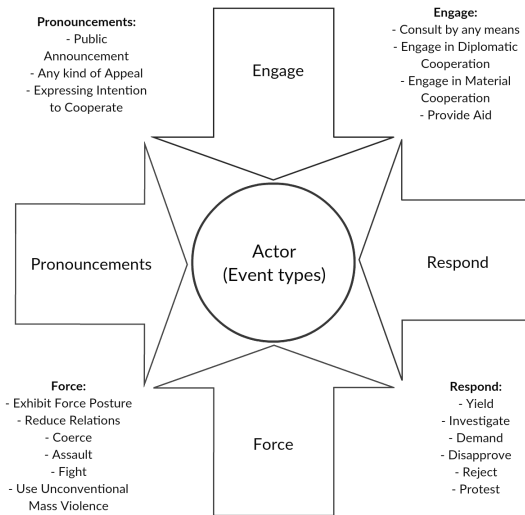 Pronouncements:
- Public
Announcement
- Any kind of Appeal
- Expressing Intention
to Cooperate
Engage:
- Consult by any means
- Engage in Diplomatic
Cooperation
- Engage in Material
Cooperation
- Provide Aid
Engage
Pronouncements
Actor
(Event types)
Respond
Force
Force:
- Exhibit Force Posture
- Reduce Relations
- Coerce
- Assault
- Fight
- Use Unconventional
Mass Violence
Respond:
- Yield
- Investigate
- Demand
- Disapprove
- Reject
- Protest